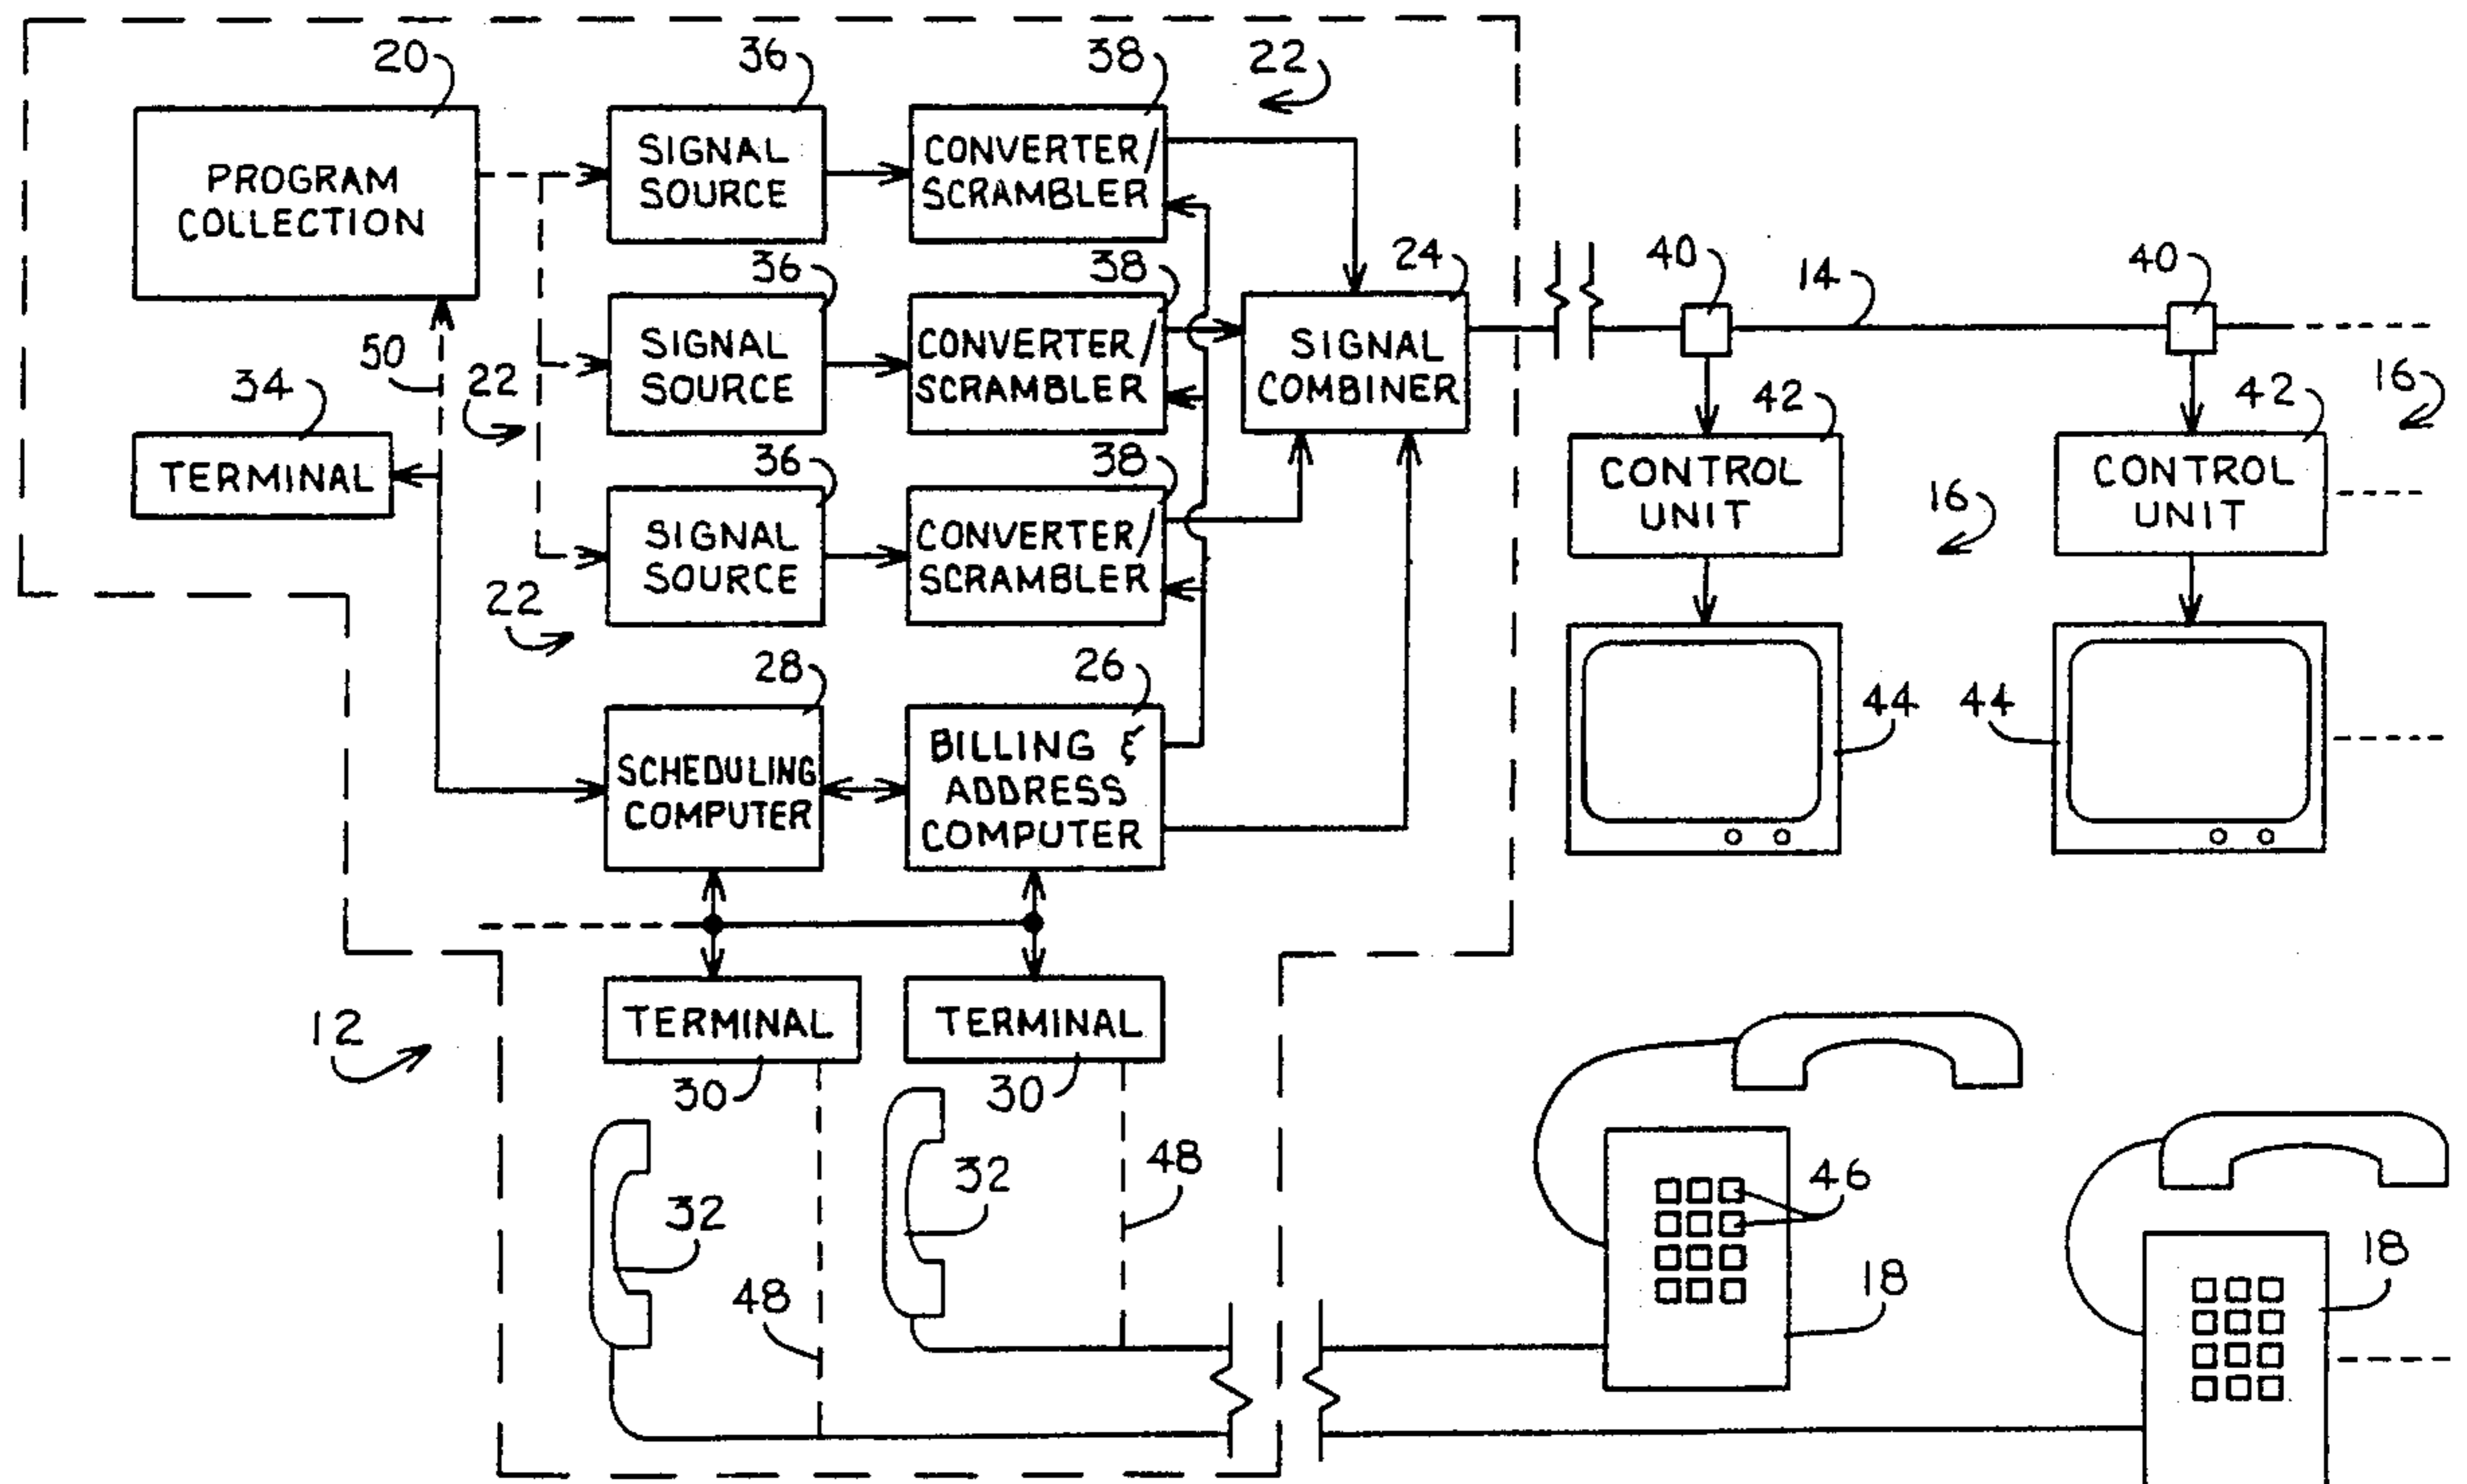 20
36
38
22
PROGRAM
COLLECTION
SIGNAL
SOURCE
CONVERTER/
SCRAMBLER
36
38
24
40
14
40
50
34
22
SIGNAL
SOURCE
CONVERTER/
SCRAMBLER
SIGNAL
COMBINER
42
42
16
TERMINAL
36
38
CONTROL
UNIT
16
CONTROL
UNIT
SIGNAL
SOURCE
CONVERTER/
SCRAMBLER
22
28
26
44
44
SCHEDULING
COMPUTER
BILLING &
ADDRESS
COMPUTER
12
TERMINAL
TERMINAL
30
30
32
32
48
48
46
18
18